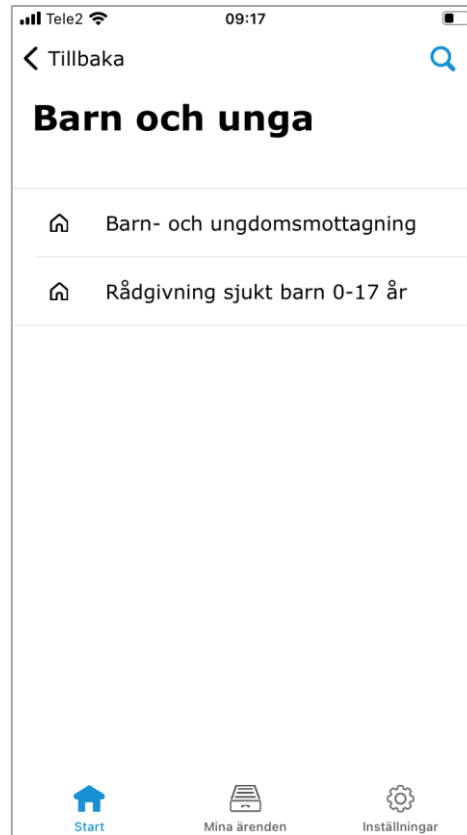 Tele2 09:17
Tillbaka
Barn och unga
Barn- och ungdomsmottagning
Rådgivning sjukt barn 0-17 år
Start Mina ärenden Inställningar